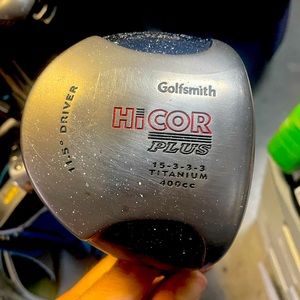 Golfsmith
HiCOR
PLUS
15-3-3-3
TITANIUM
400cc
11.5° DRIVER